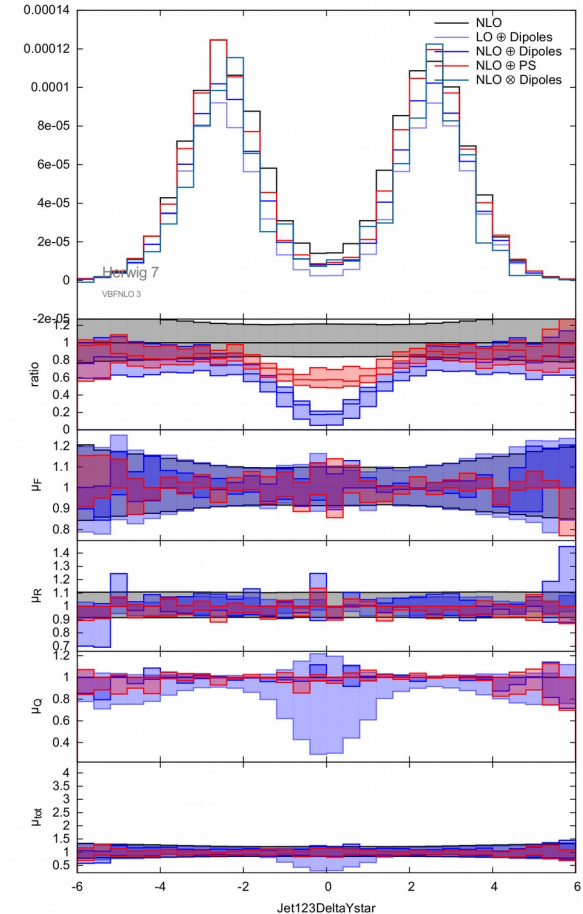 0.00014
0.00012
0.0001
8e-05
6e-05
4e-05
2e-05
0
-2e-05
NLO
LO ⊕ Dipoles
NLO ⊕ Dipoles
NLO ⊕ PS
NLO ⊗ Dipoles
Herwig 7
VBFNLO 3
ratio
1.2
1
0.8
0.6
0.4
0.2
0
μF
1.2
1.1
1
0.9
0.8
μR
1.4
1.3
1.2
1.1
1
0.9
0.8
0.7
μQ
1.2
1
0.8
0.6
0.4
μtot
4
3.5
3
2.5
2
1.5
1
0.5
-6 -4 -2 0 2 4 6
Jet123DeltaYstar